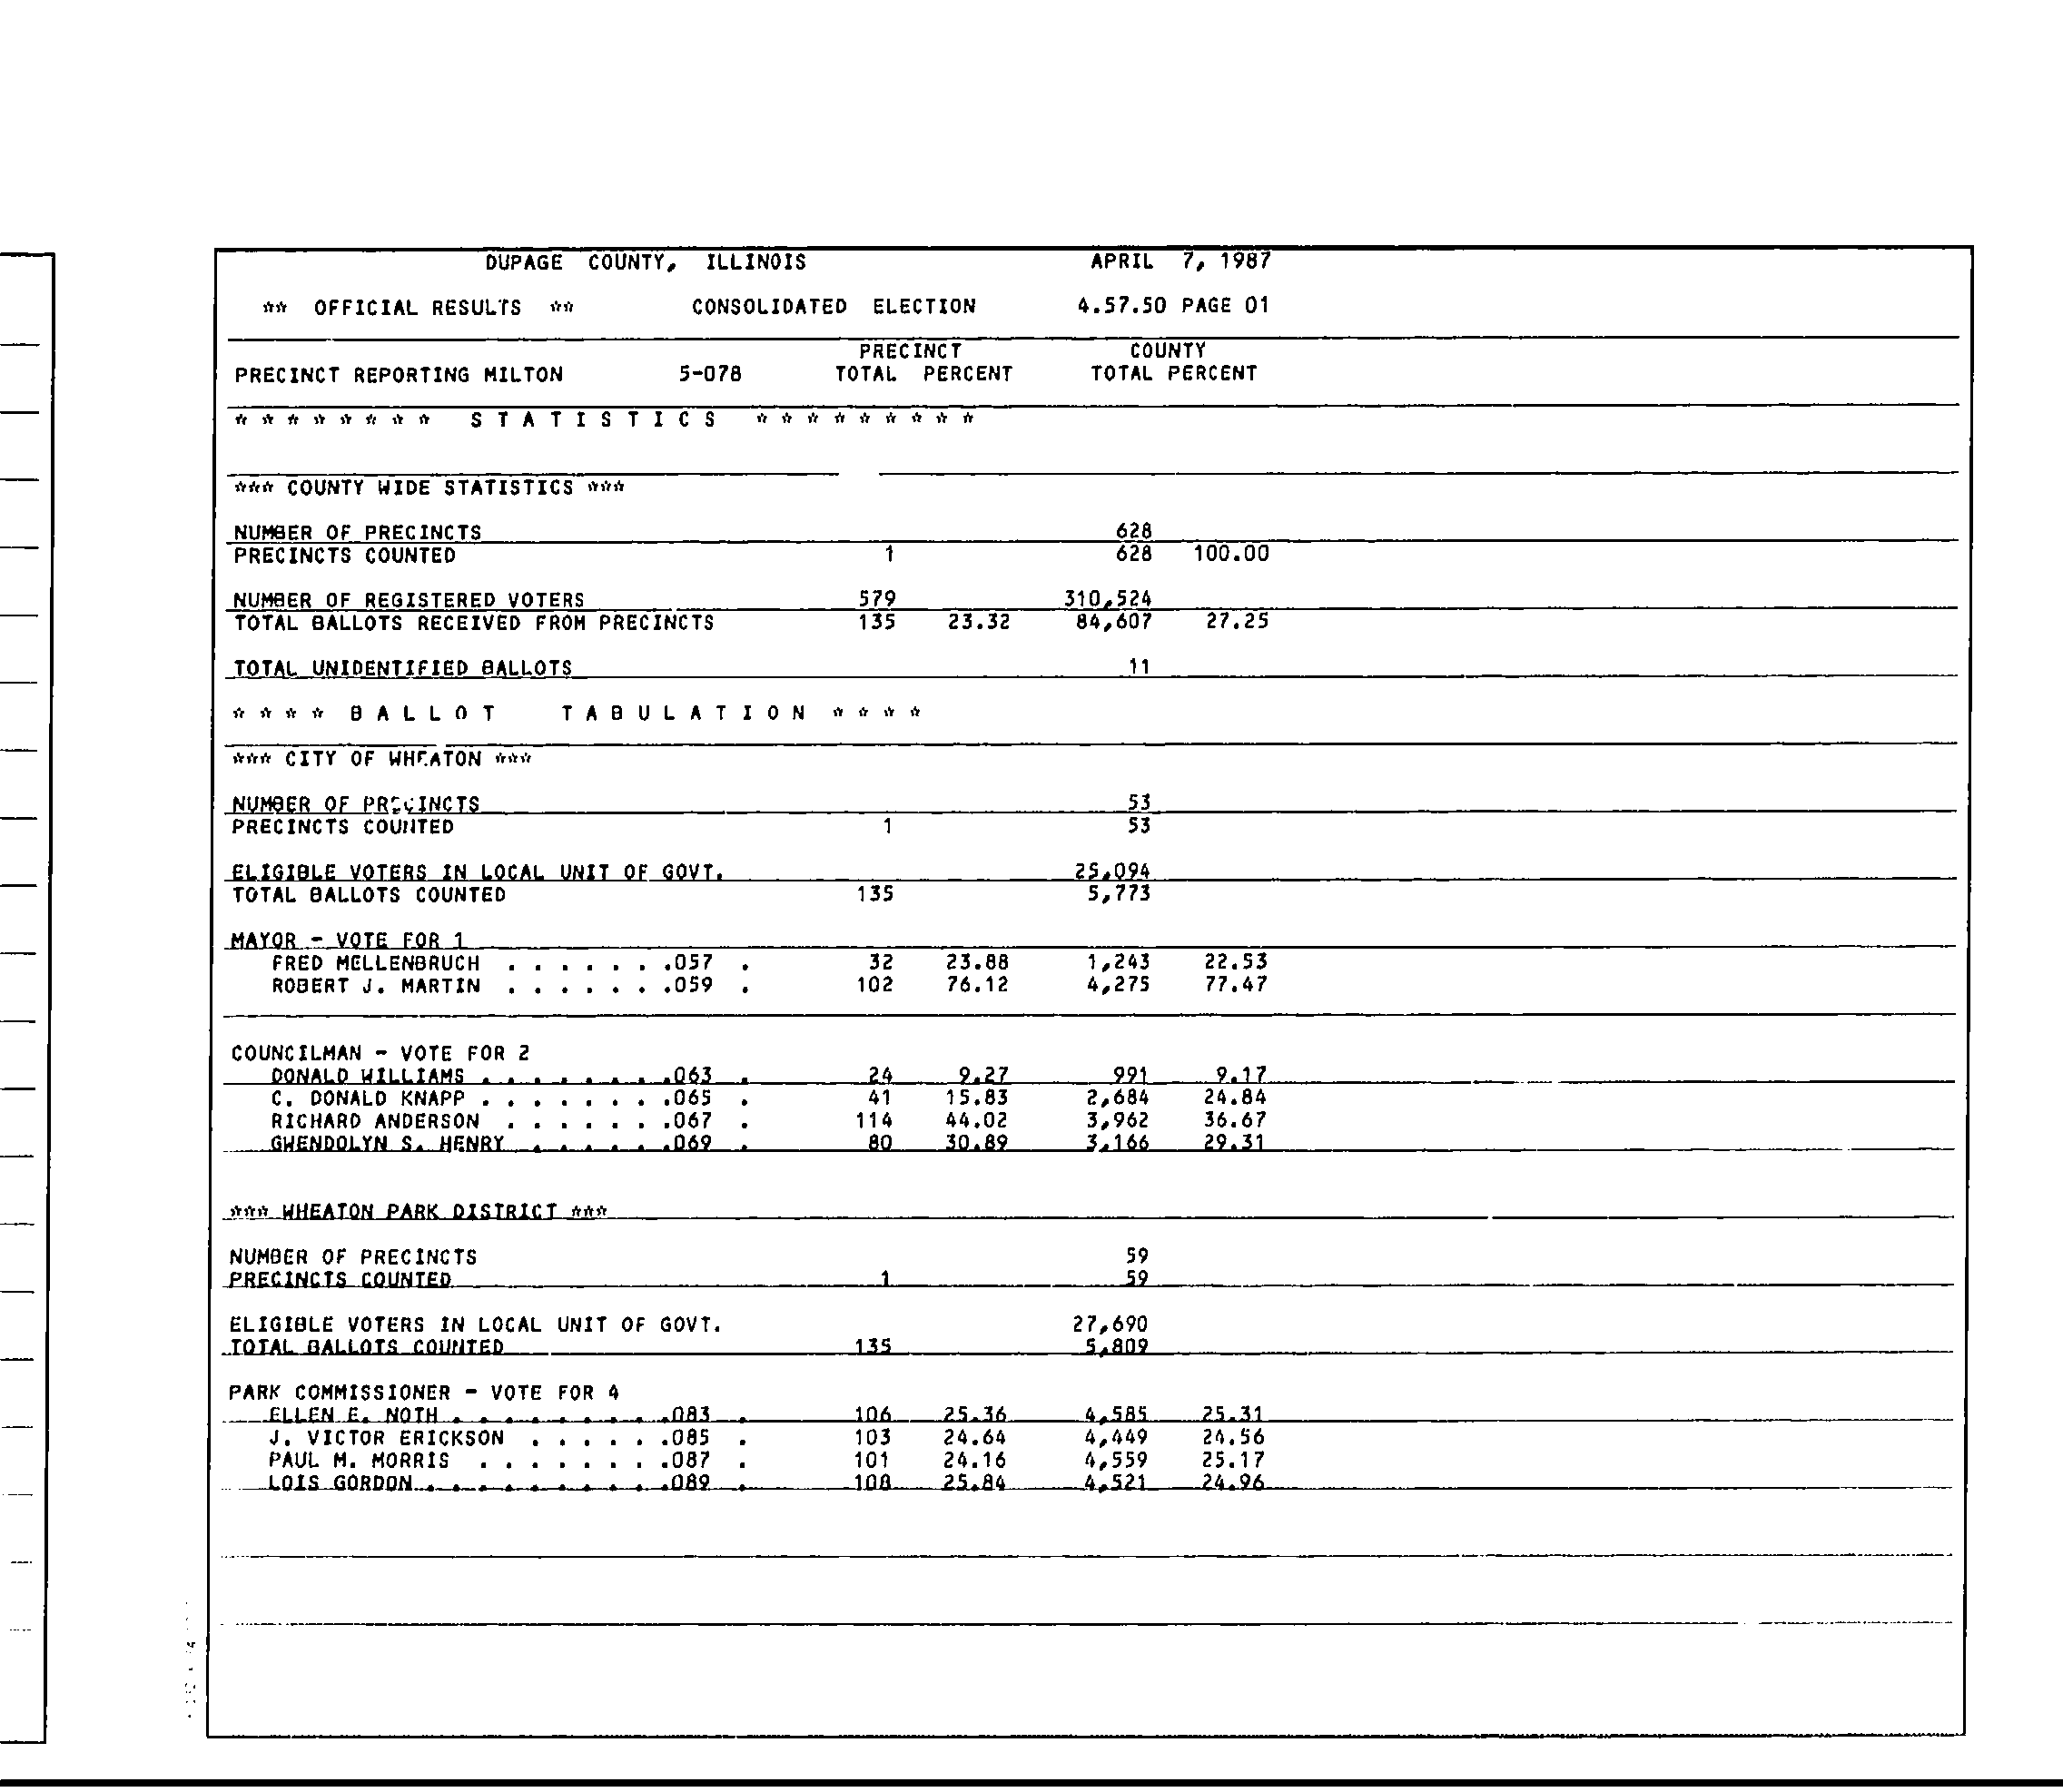 DUPAGE COUNTY, ILLINOIS APRIL 7, 1987
** OFFICIAL RESULTS ** CONSOLIDATED ELECTION 4.57.50 PAGE 01
PRECINCT COUNTY
PRECINCT REPORTING MILTON 5-078 TOTAL PERCENT TOTAL PERCENT
* * * * * * * * S T A T I S T I C S * * * * * * * * *
*** COUNTY WIDE STATISTICS ***
NUMBER OF PRECINCTS 628
PRECINCTS COUNTED 1 628 100.00
NUMBER OF REGISTERED VOTERS 579 310,524
TOTAL BALLOTS RECEIVED FROM PRECINCTS 135 23.32 84,607 27.25
TOTAL UNIDENTIFIED BALLOTS 11
* * * * B A L L O T T A B U L A T I O N * * * *
*** CITY OF WHEATON ***
NUMBER OF PRECINCTS 53
PRECINCTS COUNTED 1 53
ELIGIBLE VOTERS IN LOCAL UNIT OF GOVT. 25,094
TOTAL BALLOTS COUNTED 135 5,773
MAYOR - VOTE FOR 1
FRED MELLENBRUCH . . . . . . .057 . 32 23.88 1,243 22.53
ROBERT J. MARTIN . . . . . . .059 . 102 76.12 4,275 77.47
COUNCILMAN - VOTE FOR 2
DONALD WILLIAMS . . . . . . . .063 . 24 9.27 991 9.17
C. DONALD KNAPP . . . . . . . .065 . 41 15.83 2,684 24.84
RICHARD ANDERSON . . . . . . .067 . 114 44.02 3,962 36.67
GWENDOLYN S. HENRY . . . . . .069 . 80 30.89 3,166 29.31
*** WHEATON PARK DISTRICT ***
NUMBER OF PRECINCTS 59
PRECINCTS COUNTED 1 59
ELIGIBLE VOTERS IN LOCAL UNIT OF GOVT. 27,690
TOTAL BALLOTS COUNTED 135 5,809
PARK COMMISSIONER - VOTE FOR 4
ELLEN E. NOTH . . . . . . . . .083 . 106 25.36 4,585 25.31
J. VICTOR ERICKSON . . . . . .085 . 103 24.64 4,449 24.56
PAUL M. MORRIS . . . . . . . .087 . 101 24.16 4,559 25.17
LOIS GORDON . . . . . . . . . .089 . 108 25.84 4,521 24.96